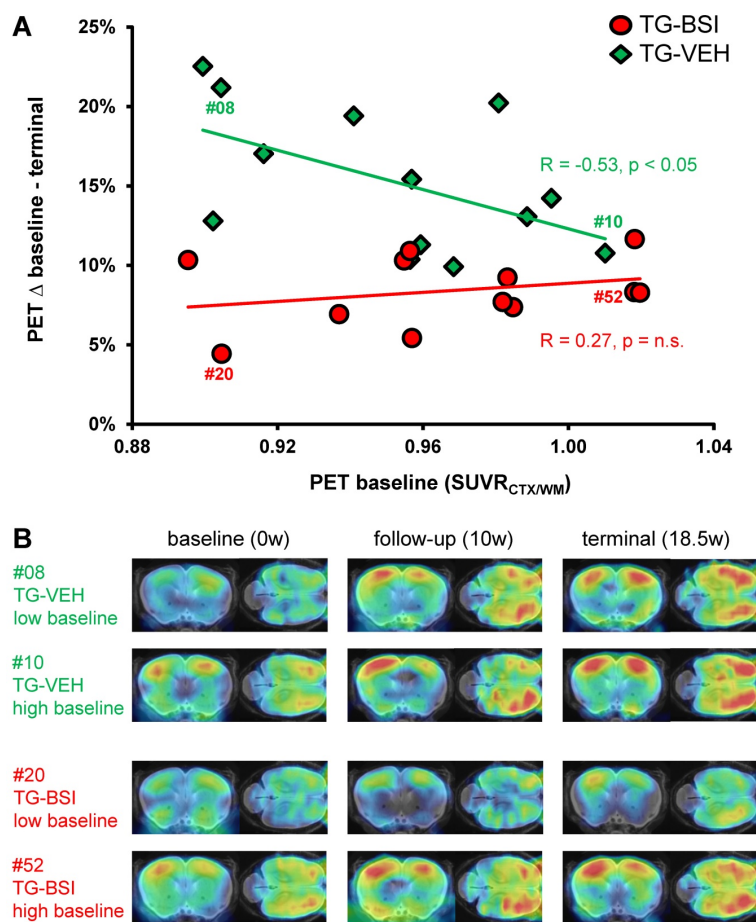 A
25%
20%
15%
10%
5%
0%
PET Δ baseline - terminal
TG-BSI
TG-VEH
#08
R = -0.53, p < 0.05
#10
#52
R = 0.27, p = n.s.
#20
0.88
0.92
0.96
1.00
1.04
PET baseline (SUVRCTX/WM)
B
baseline (0w)
follow-up (10w)
terminal (18.5w)
#08
TG-VEH
low baseline
#10
TG-VEH
high baseline
#20
TG-BSI
low baseline
#52
TG-BSI
high baseline